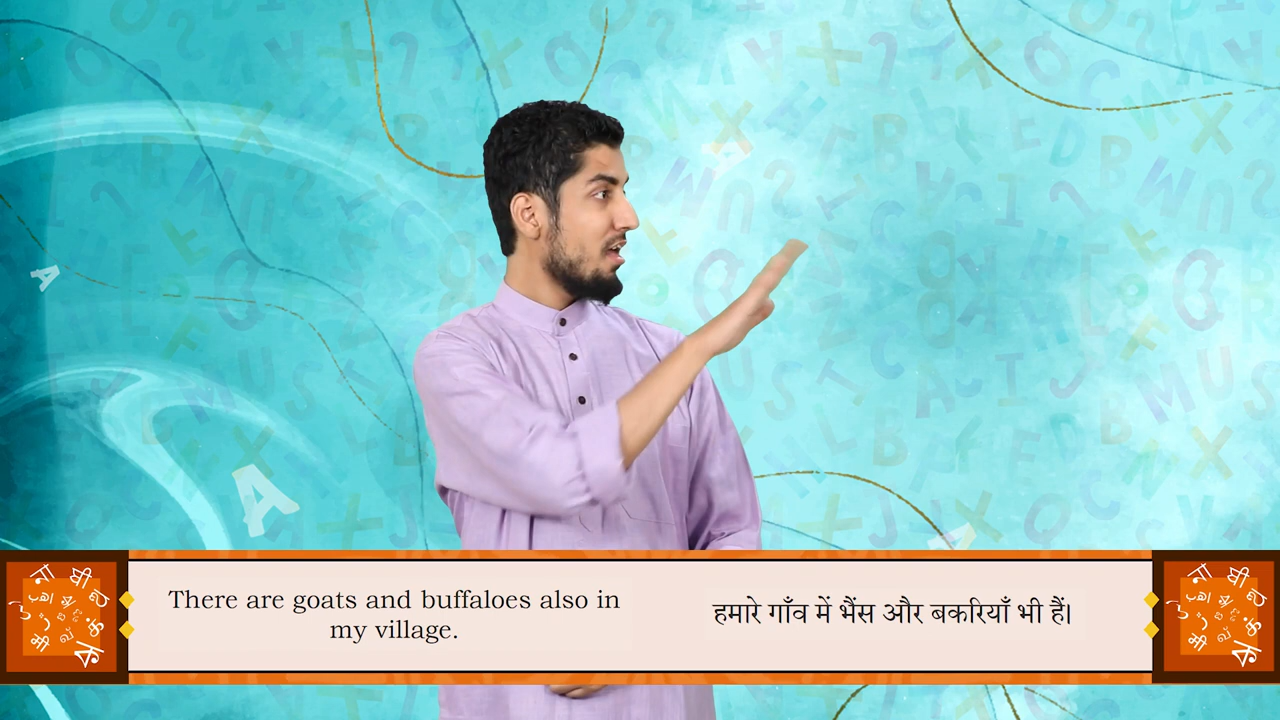 There are goats and buffaloes also in
my village.
हमारे गाँव में भैंस और बकरियाँ भी हैं।